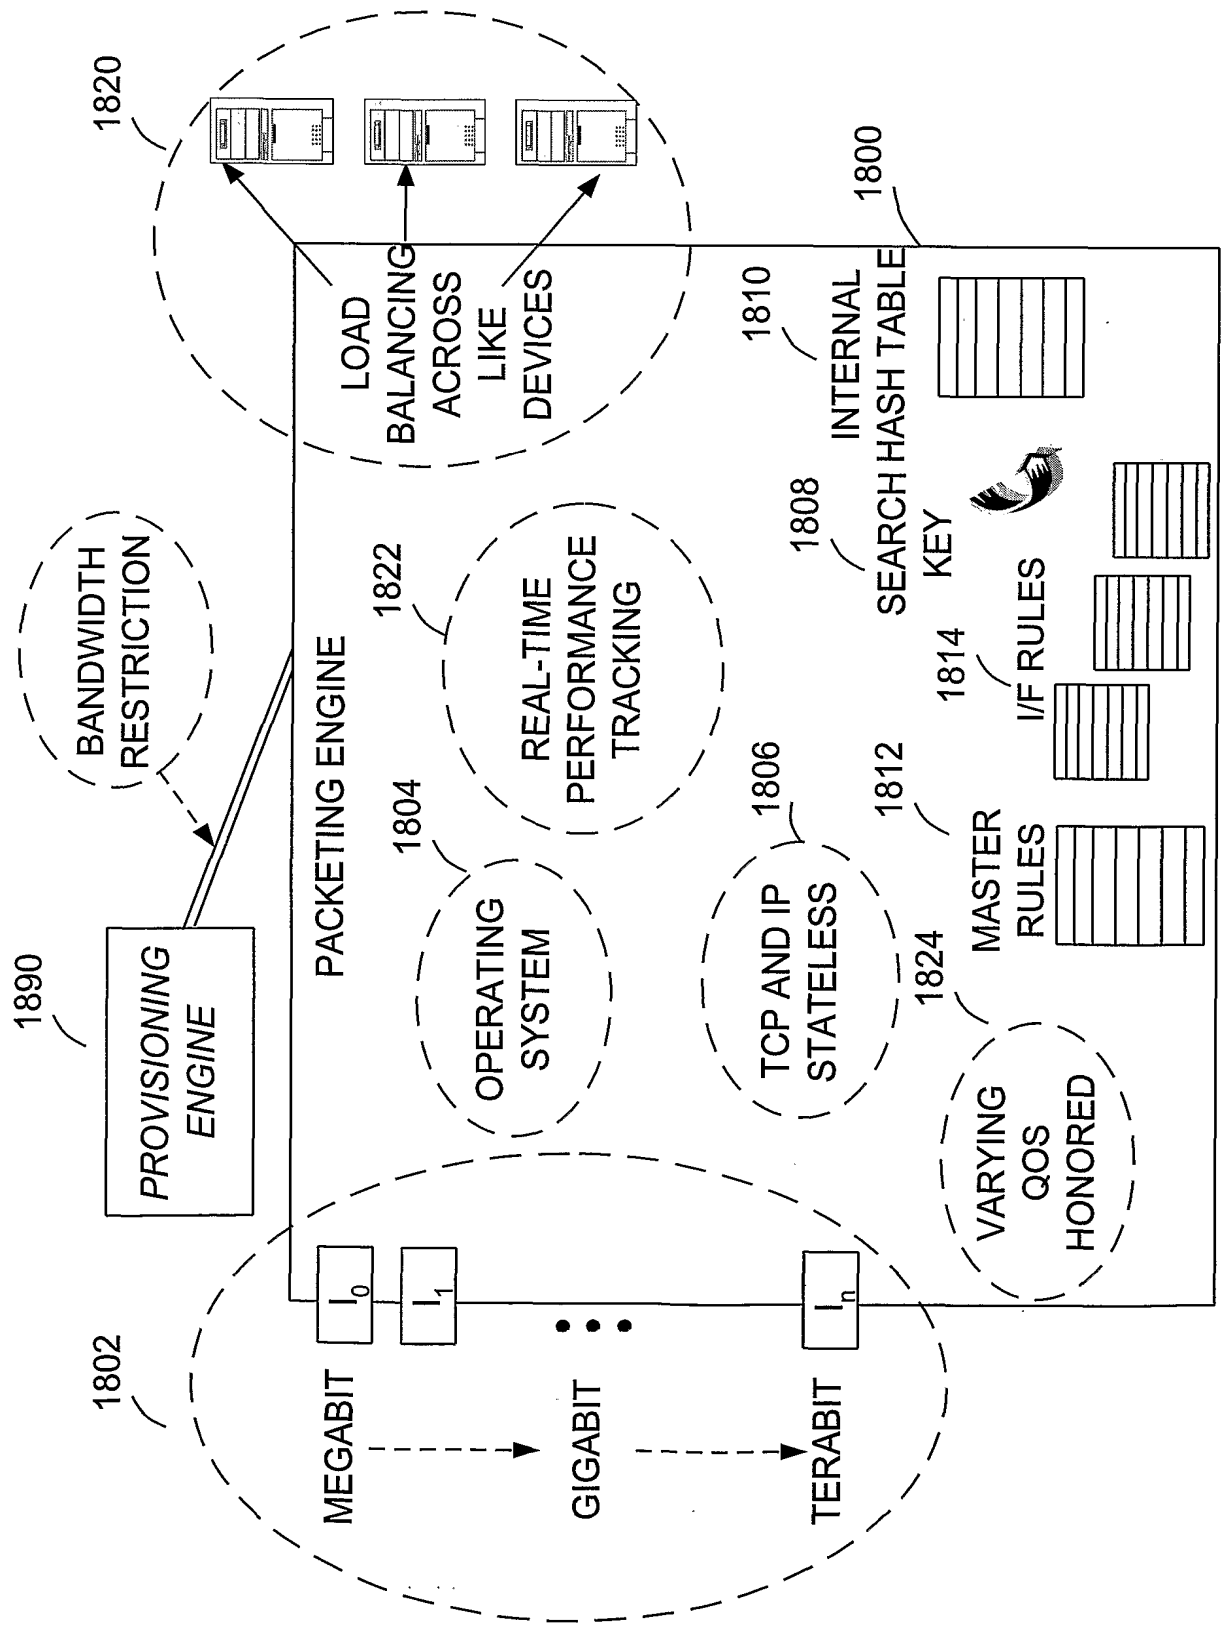 1890
PROVISIONING
ENGINE
BANDWIDTH
RESTRICTION
1820
1802
MEGABIT
GIGABIT
TERABIT
I0
I1
In
PACKETING ENGINE
1804
OPERATING
SYSTEM
1822
REAL-TIME
PERFORMANCE
TRACKING
LOAD
BALANCING
ACROSS
LIKE
DEVICES
1806
TCP AND IP
STATELESS
1824
VARYING
QOS
HONORED
1812
MASTER
RULES
1814
I/F RULES
1808
1810
INTERNAL
SEARCH HASH TABLE
KEY
1800